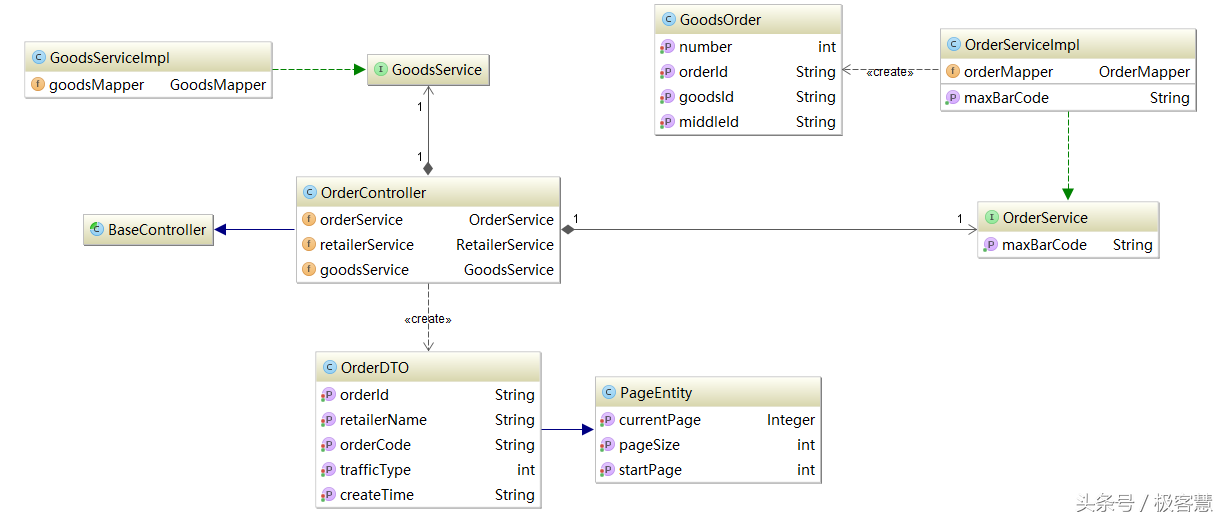 GoodsServiceImpl
goodsMapper GoodsMapper
GoodsService
GoodsOrder
number int
orderId String
goodsId String
middleId String
«create»
OrderServiceImpl
orderMapper OrderMapper
maxBarCode String
1
1
BaseController
OrderController
orderService OrderService
retailerService RetailerService
goodsService GoodsService
1
1
OrderService
maxBarCode String
«create»
OrderDTO
orderId String
retailerName String
orderCode String
trafficType int
createTime String
PageEntity
currentPage Integer
pageSize int
startPage int
头条号 / 极客慧